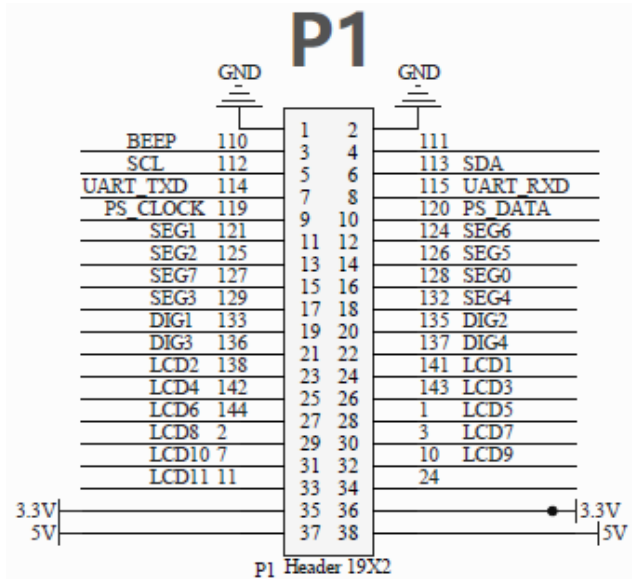 P1
GND GND
1 2
BEEP 110 3 4 111
SCL 112 5 6 113 SDA
UART_TXD 114 7 8 115 UART_RXD
PS_CLOCK 119 9 10 120 PS_DATA
SEG1 121 11 12 124 SEG6
SEG2 125 13 14 126 SEG5
SEG7 127 15 16 128 SEG0
SEG3 129 17 18 132 SEG4
DIG1 133 19 20 135 DIG2
DIG3 136 21 22 137 DIG4
LCD2 138 23 24 141 LCD1
LCD4 142 25 26 143 LCD3
LCD6 144 27 28 1 LCD5
LCD8 2 29 30 3 LCD7
LCD10 7 31 32 10 LCD9
LCD11 11 33 34 24
3.3V 35 36 3.3V
5V 37 38 5V
P1 Header 19X2